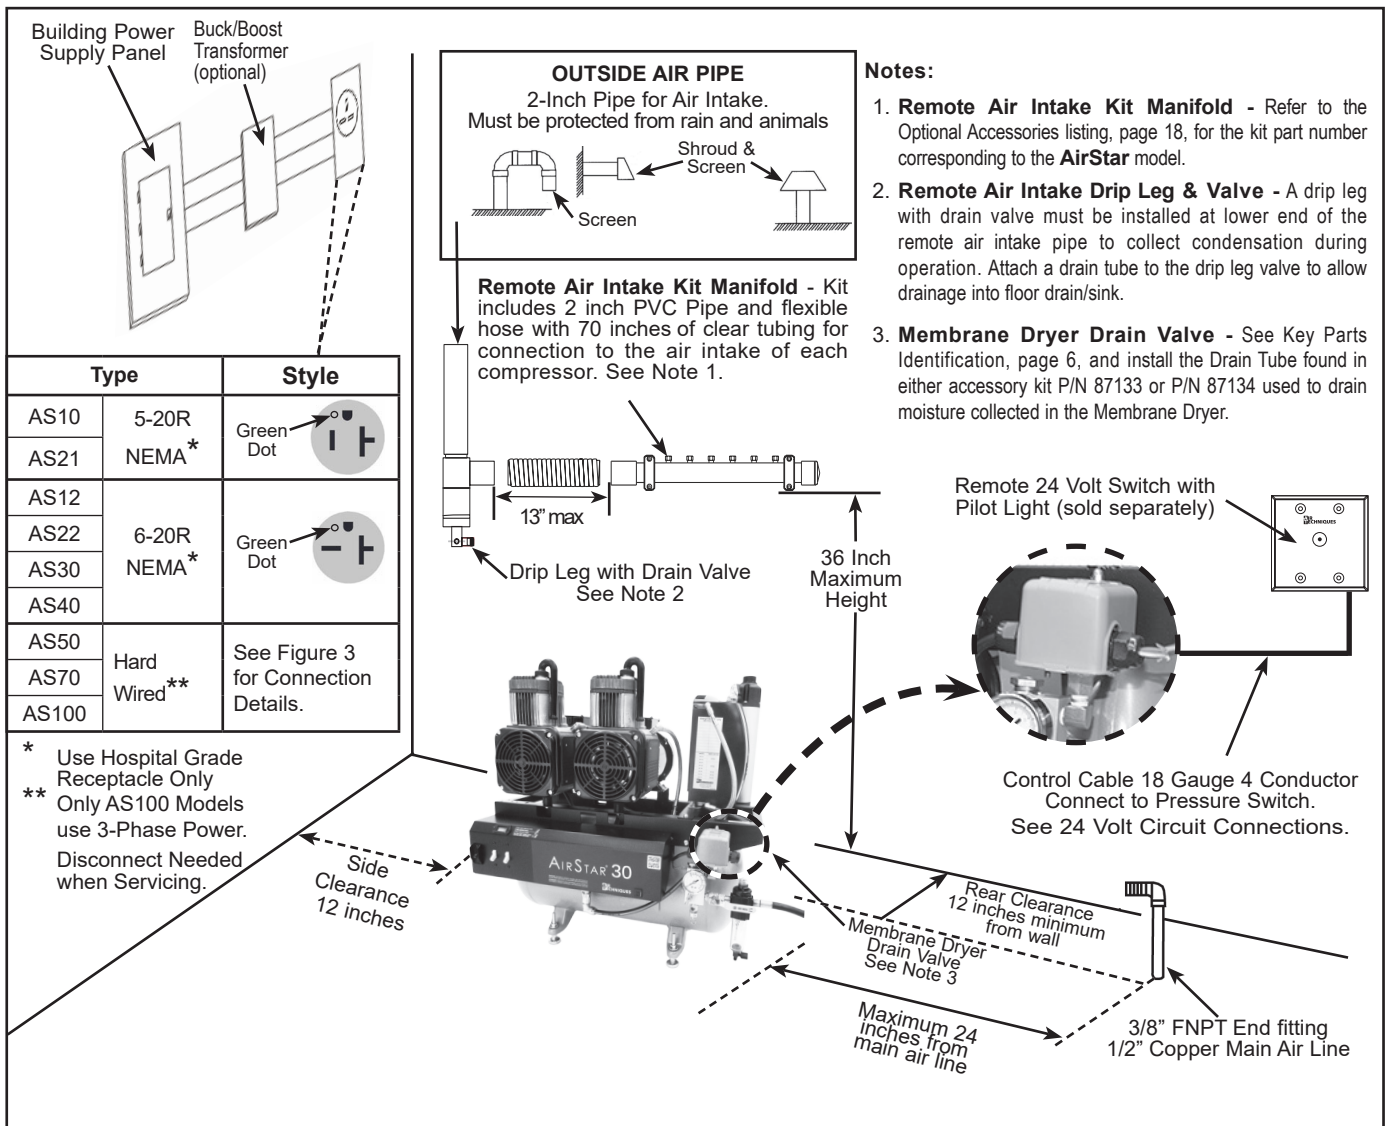 Building Power
Supply Panel
Buck/Boost
Transformer
(optional)
OUTSIDE AIR PIPE
2-Inch Pipe for Air Intake.
Must be protected from rain and animals
Shroud &
Screen
Screen
Notes:
1. Remote Air Intake Kit Manifold - Refer to the
Optional Accessories listing, page 18, for the kit part number
corresponding to the AirStar model.
2. Remote Air Intake Drip Leg & Valve - A drip leg
with drain valve must be installed at lower end of the
remote air intake pipe to collect condensation during
operation. Attach a drain tube to the drip leg valve to allow
drainage into floor drain/sink.
3. Membrane Dryer Drain Valve - See Key Parts
Identification, page 6, and install the Drain Tube found in
either accessory kit P/N 87133 or P/N 87134 used to drain
moisture collected in the Membrane Dryer.
Remote Air Intake Kit Manifold - Kit
includes 2 inch PVC Pipe and flexible
hose with 70 inches of clear tubing for
connection to the air intake of each
compressor. See Note 1.
Type Style
AS10
AS21
5-20R
NEMA*
Green
Dot
AS12
AS22
AS30
AS40
6-20R
NEMA*
Green
Dot
AS50
AS70
AS100
Hard
Wired**
See Figure 3
for Connection
Details.
* Use Hospital Grade
Receptacle Only
** Only AS100 Models
use 3-Phase Power.
Disconnect Needed
when Servicing.
13" max
Drip Leg with Drain Valve
See Note 2
36 Inch
Maximum
Height
Remote 24 Volt Switch with
Pilot Light (sold separately)
TECHNIQUES
Control Cable 18 Gauge 4 Conductor
Connect to Pressure Switch.
See 24 Volt Circuit Connections.
AIRSTAR 30
TECHNIQUES
Side
Clearance
12 inches
Rear Clearance
12 inches minimum
from wall
Membrane Dryer
Drain Valve
See Note 3
Maximum 24
inches from
main air line
3/8" FNPT End fitting
1/2" Copper Main Air Line